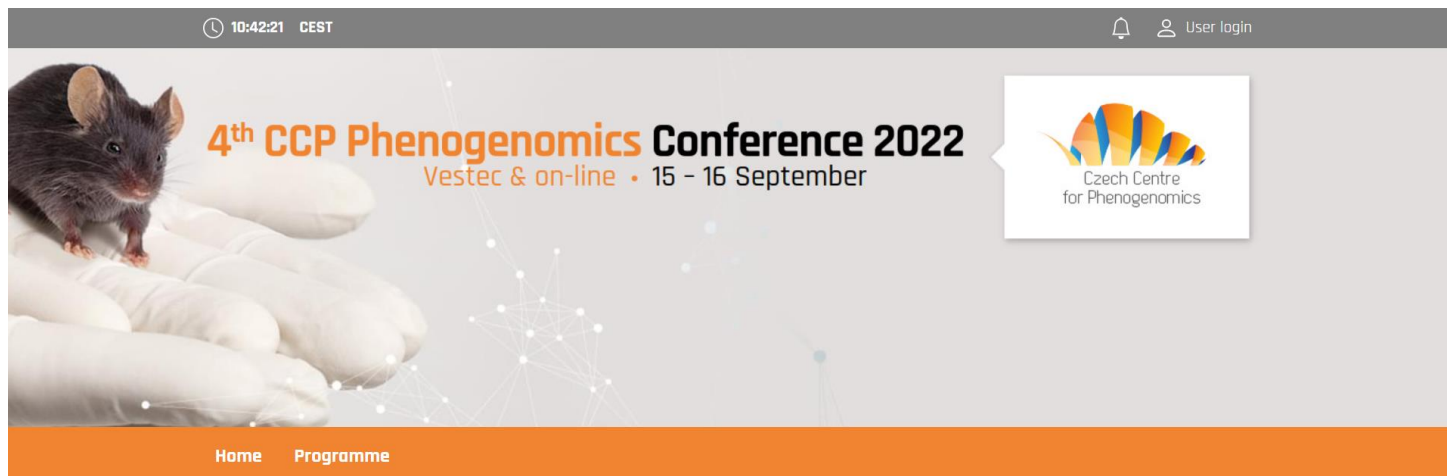 10:42:21 CEST
User login
4th CCP Phenogenomics Conference 2022
Vestec & on-line • 15 – 16 September
Czech Centre
for Phenogenomics
Home Programme